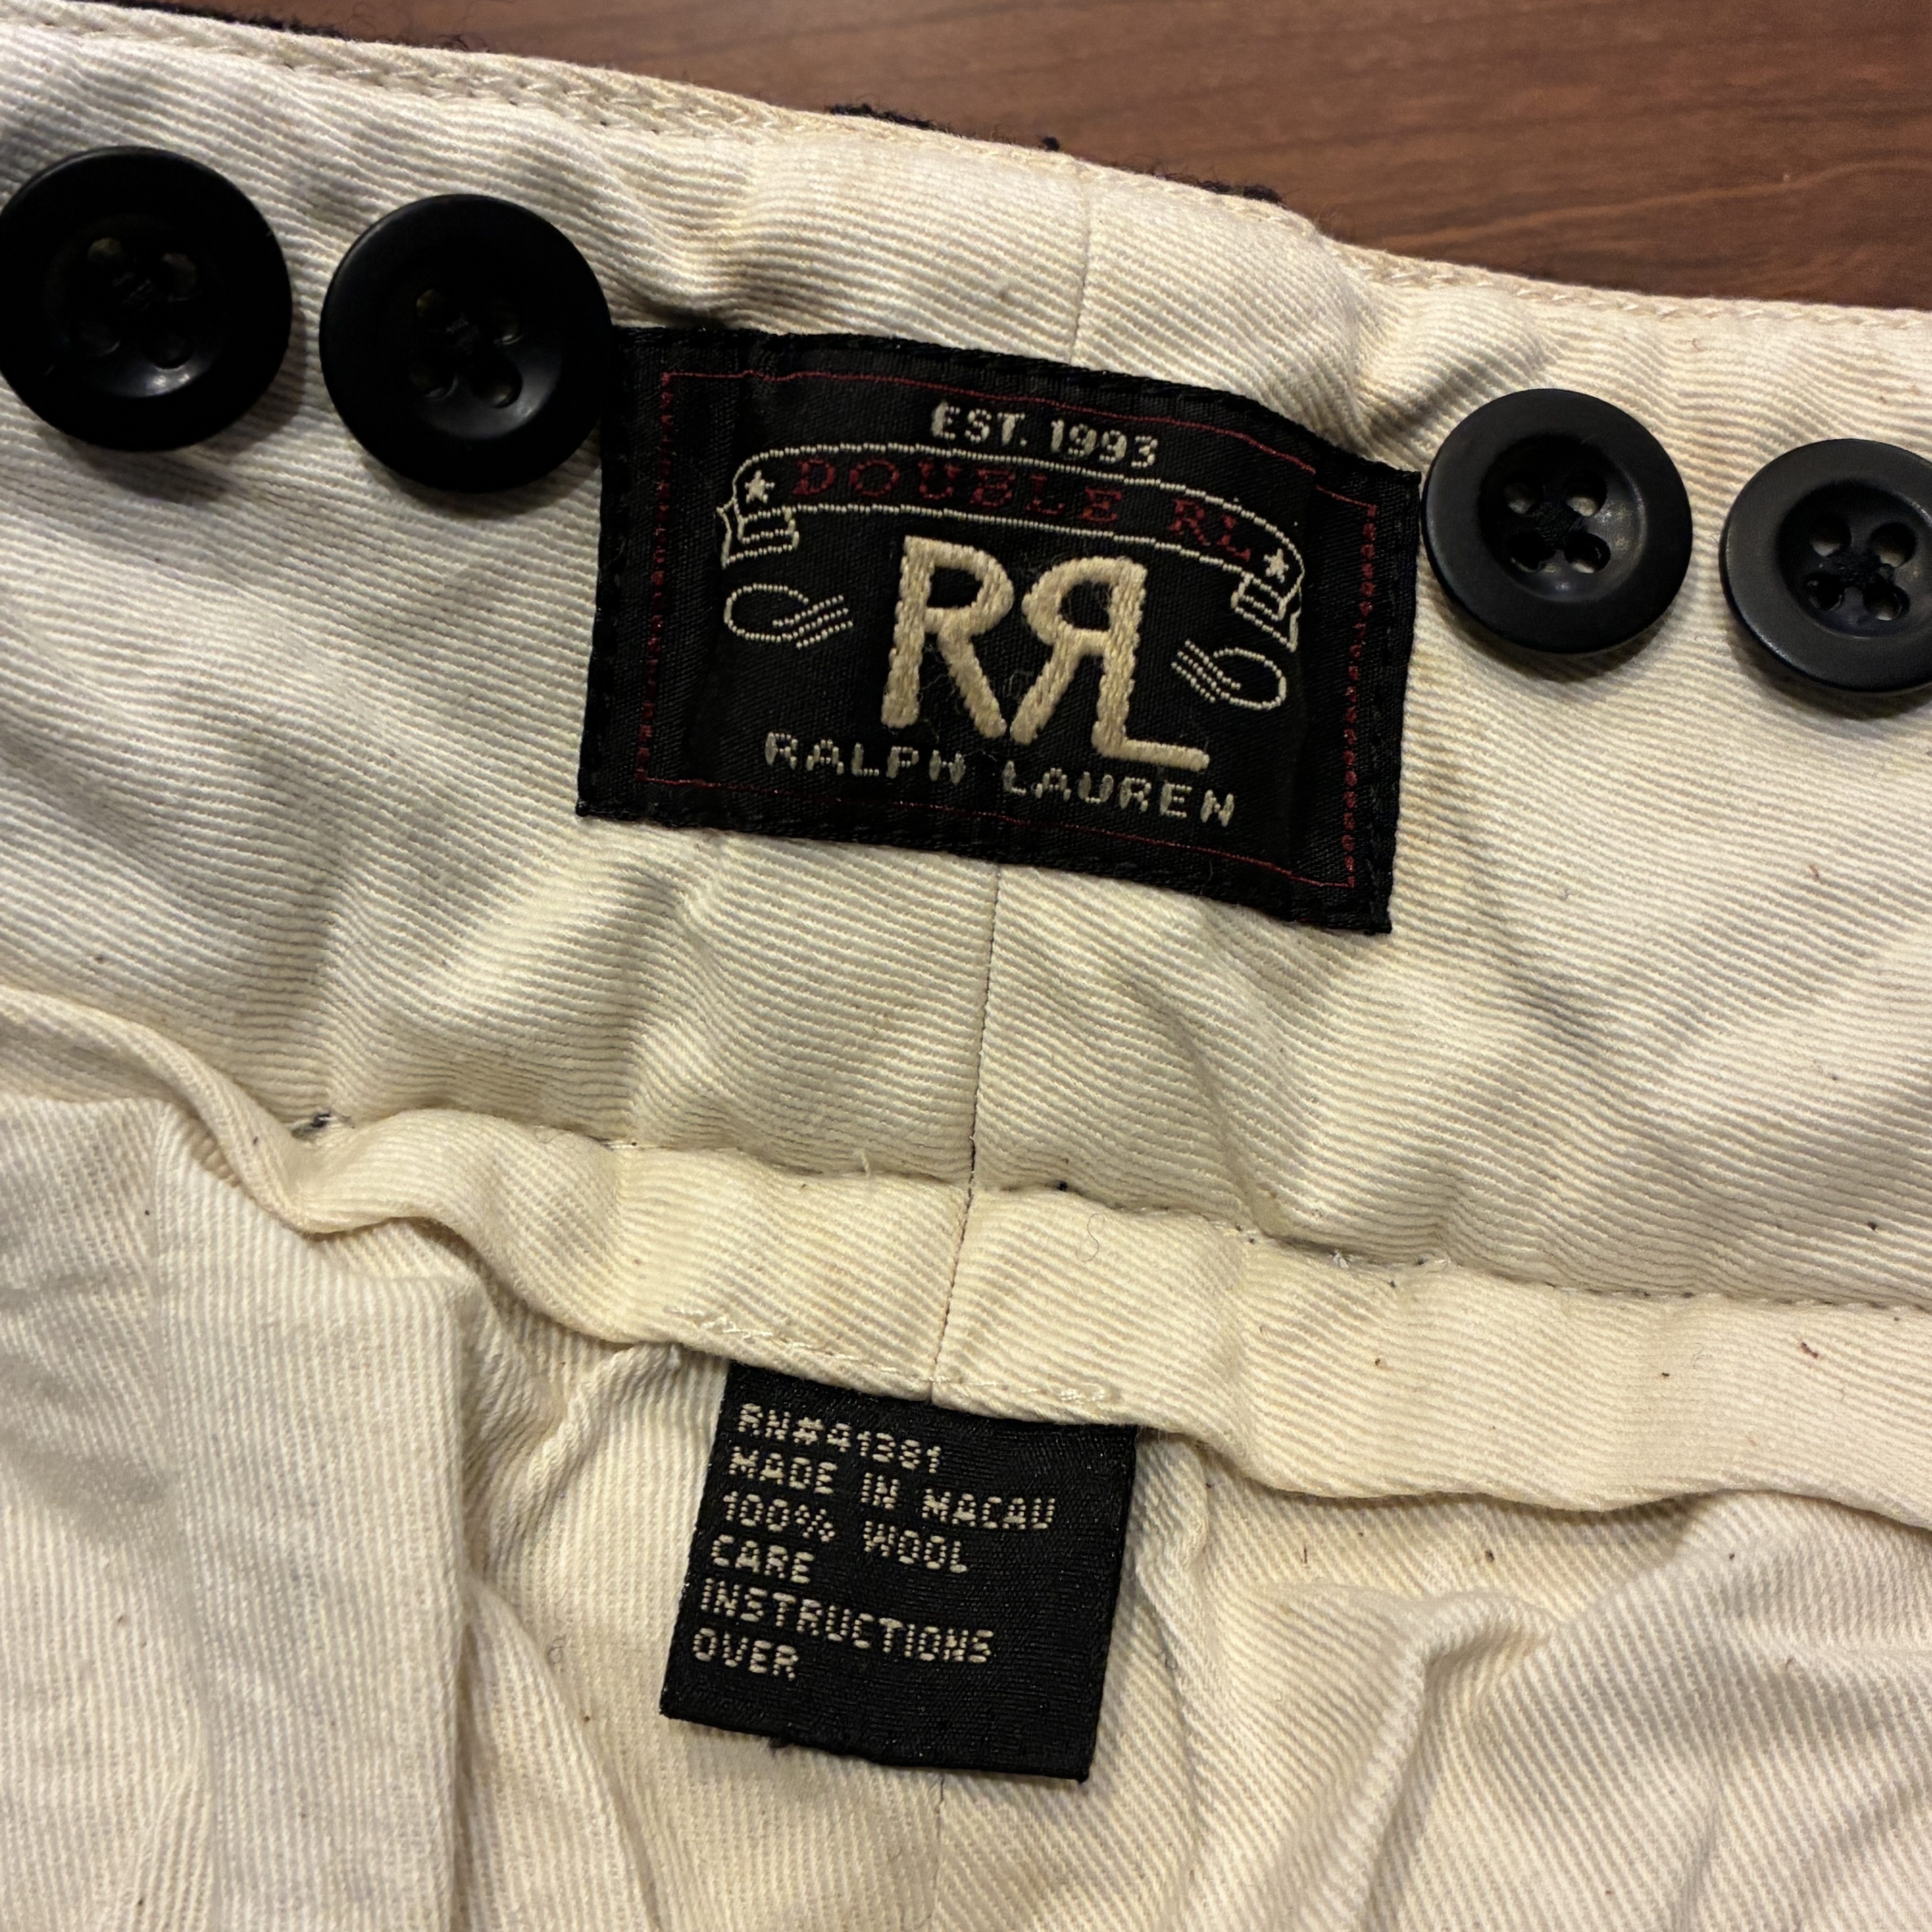 EST. 1993
DOUBLE RL
RRL
RALPH LAUREN
RN#41381
MADE IN MACAU
100% WOOL
CARE
INSTRUCTIONS
OVER